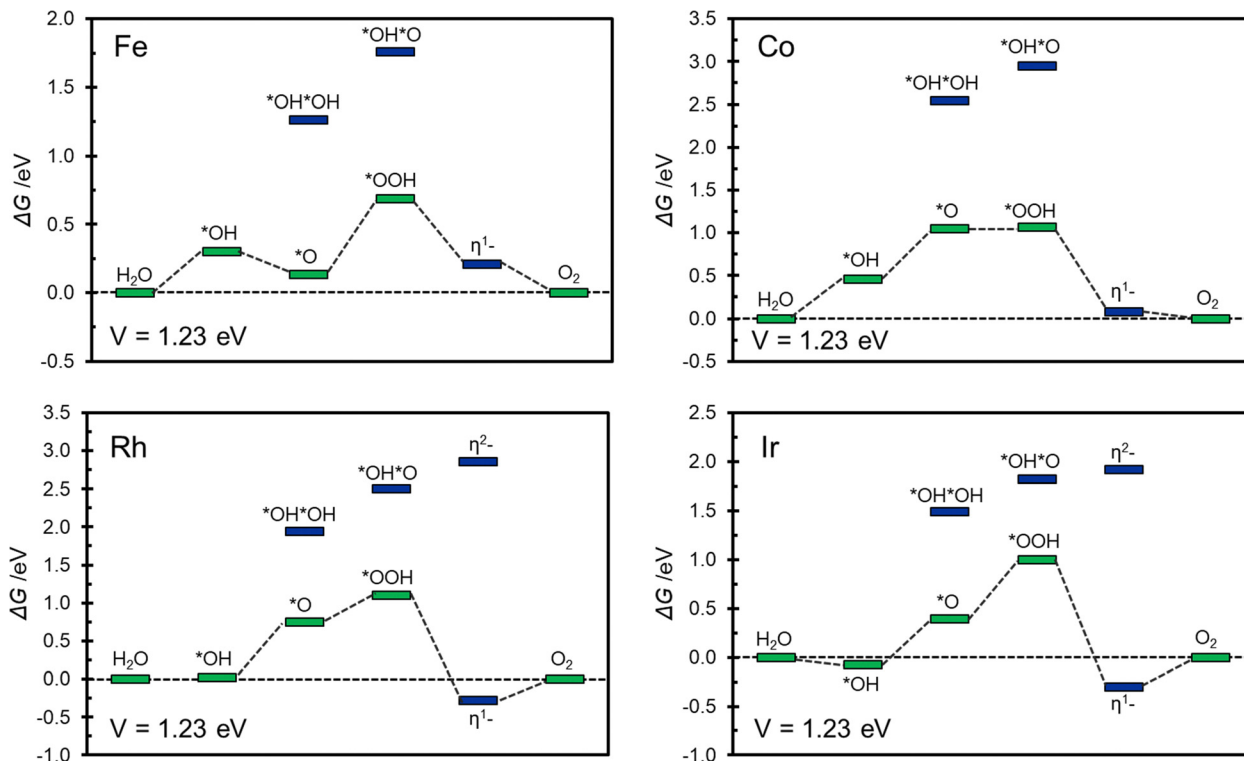 Fe
ΔG /eV
2.0
1.5
1.0
0.5
0.0
-0.5
H₂O
*OH
*OH*OH
*O
*OH*O
*OOH
η¹-
O₂
V = 1.23 eV
Co
ΔG /eV
3.5
3.0
2.5
2.0
1.5
1.0
0.5
0.0
-0.5
H₂O
*OH
*OH*OH
*O
*OH*O
*OOH
η¹-
O₂
V = 1.23 eV
Rh
ΔG /eV
3.5
3.0
2.5
2.0
1.5
1.0
0.5
0.0
-0.5
-1.0
H₂O
*OH
*OH*OH
*O
*OH*O
*OOH
η²-
η¹-
O₂
V = 1.23 eV
Ir
ΔG /eV
2.5
2.0
1.5
1.0
0.5
0.0
-0.5
-1.0
H₂O
*OH
*OH*OH
*O
*OH*O
*OOH
η²-
η¹-
O₂
V = 1.23 eV